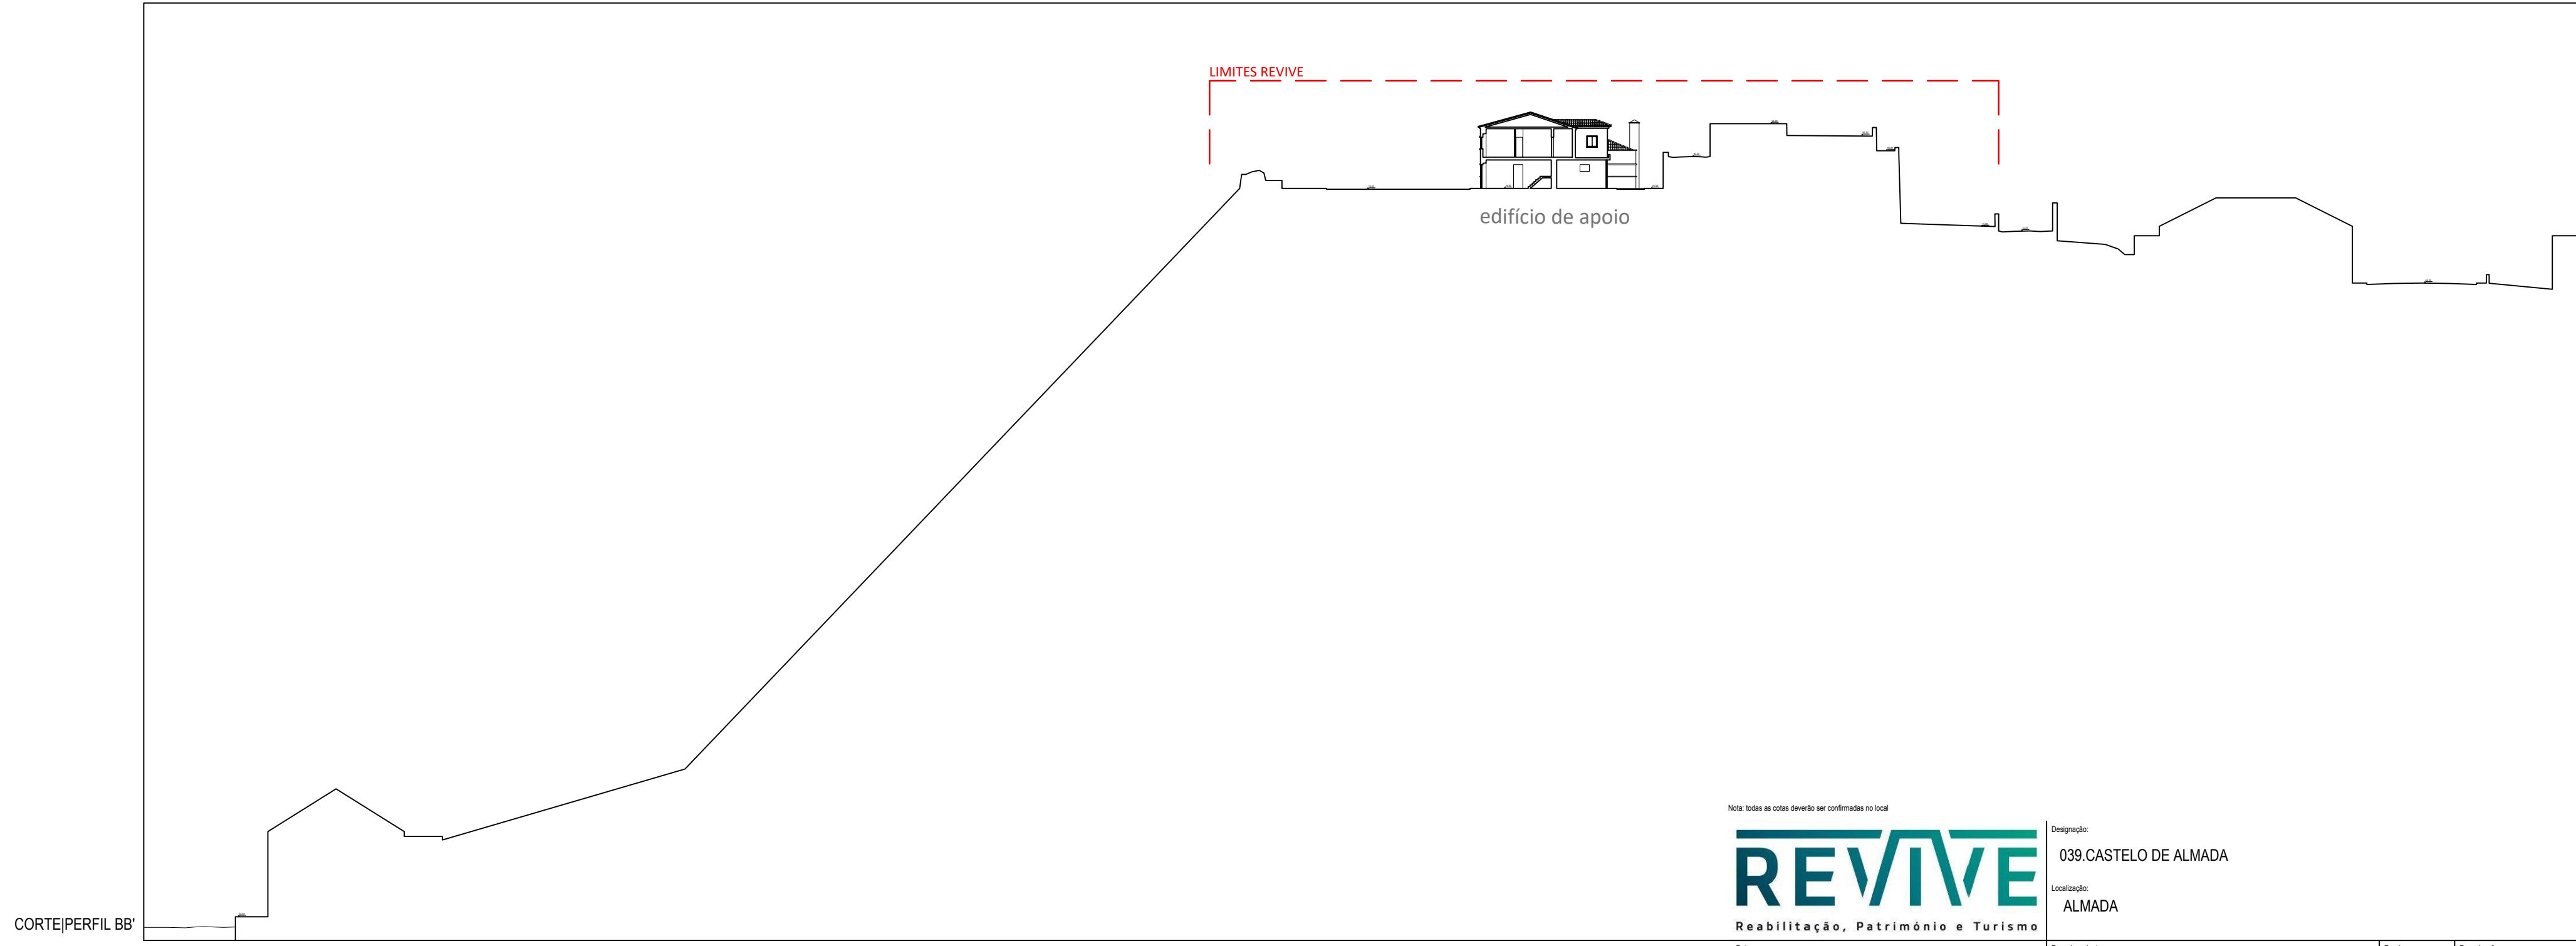 LIMITES REVIVE
edifício de apoio
Nota: todas as cotas deverão ser confirmadas no local
REVIVE
Reabilitação, Património e Turismo
Designação:
039.CASTELO DE ALMADA
Localização:
ALMADA
CORTE|PERFIL BB'